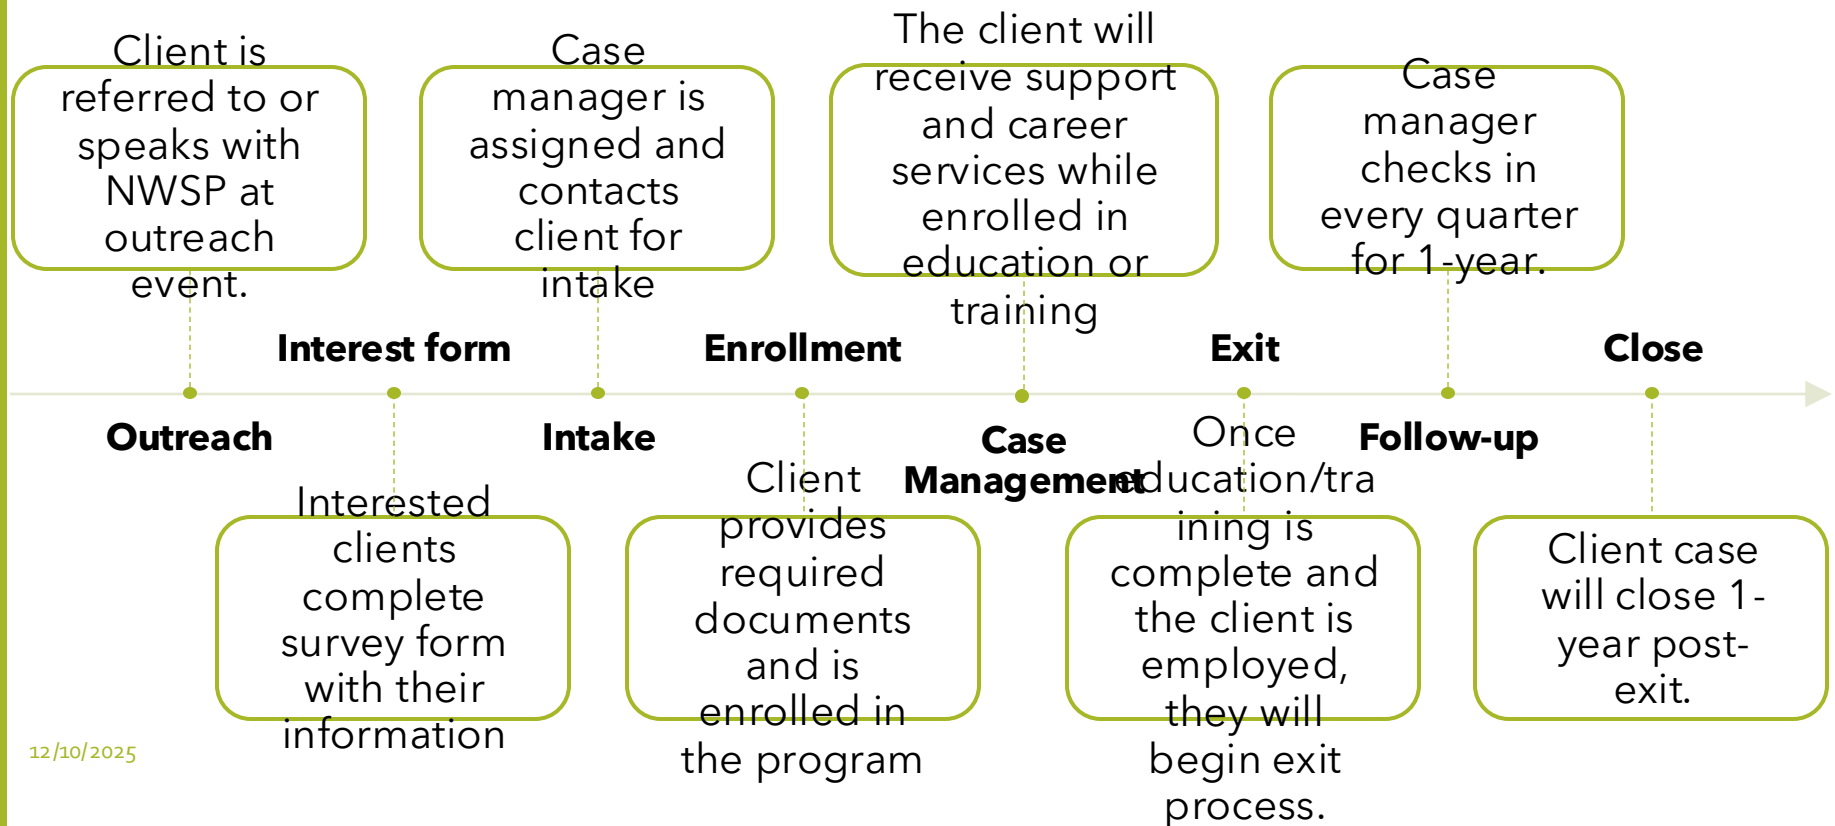 Client is
referred to or
speaks with
NWSP at
outreach
event.
Case
manager is
assigned and
contacts
client for
intake
The client will
receive support
and career
services while
enrolled in
education or
training
Case
manager
checks in
every quarter
for 1-year.
Interest form
Enrollment
Exit
Close
Outreach
Intake
Case
Management
Follow-up
Interested
clients
complete
survey form
with their
information
Client
provides
required
documents
and is
enrolled in
the program
Once
education/tra
ining is
complete and
the client is
employed,
they will
begin exit
process.
Client case
will close 1-
year post-
exit.
12/10/2025